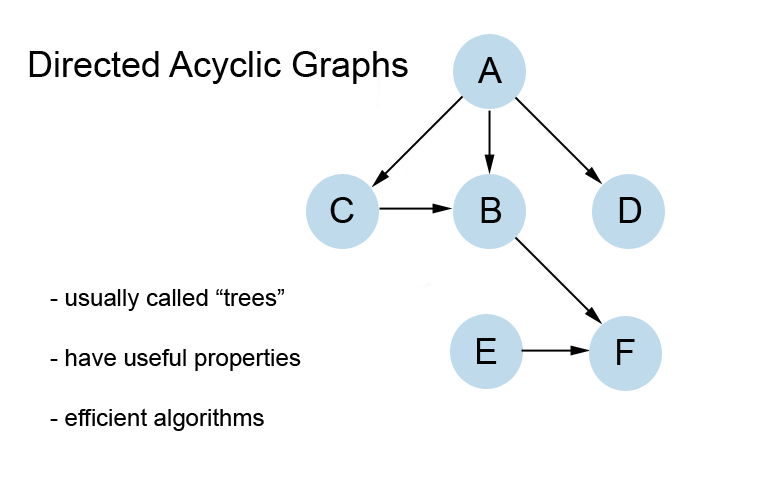 Directed Acyclic Graphs
A
C
B
D
- usually called “trees”
E
F
- have useful properties
- efficient algorithms